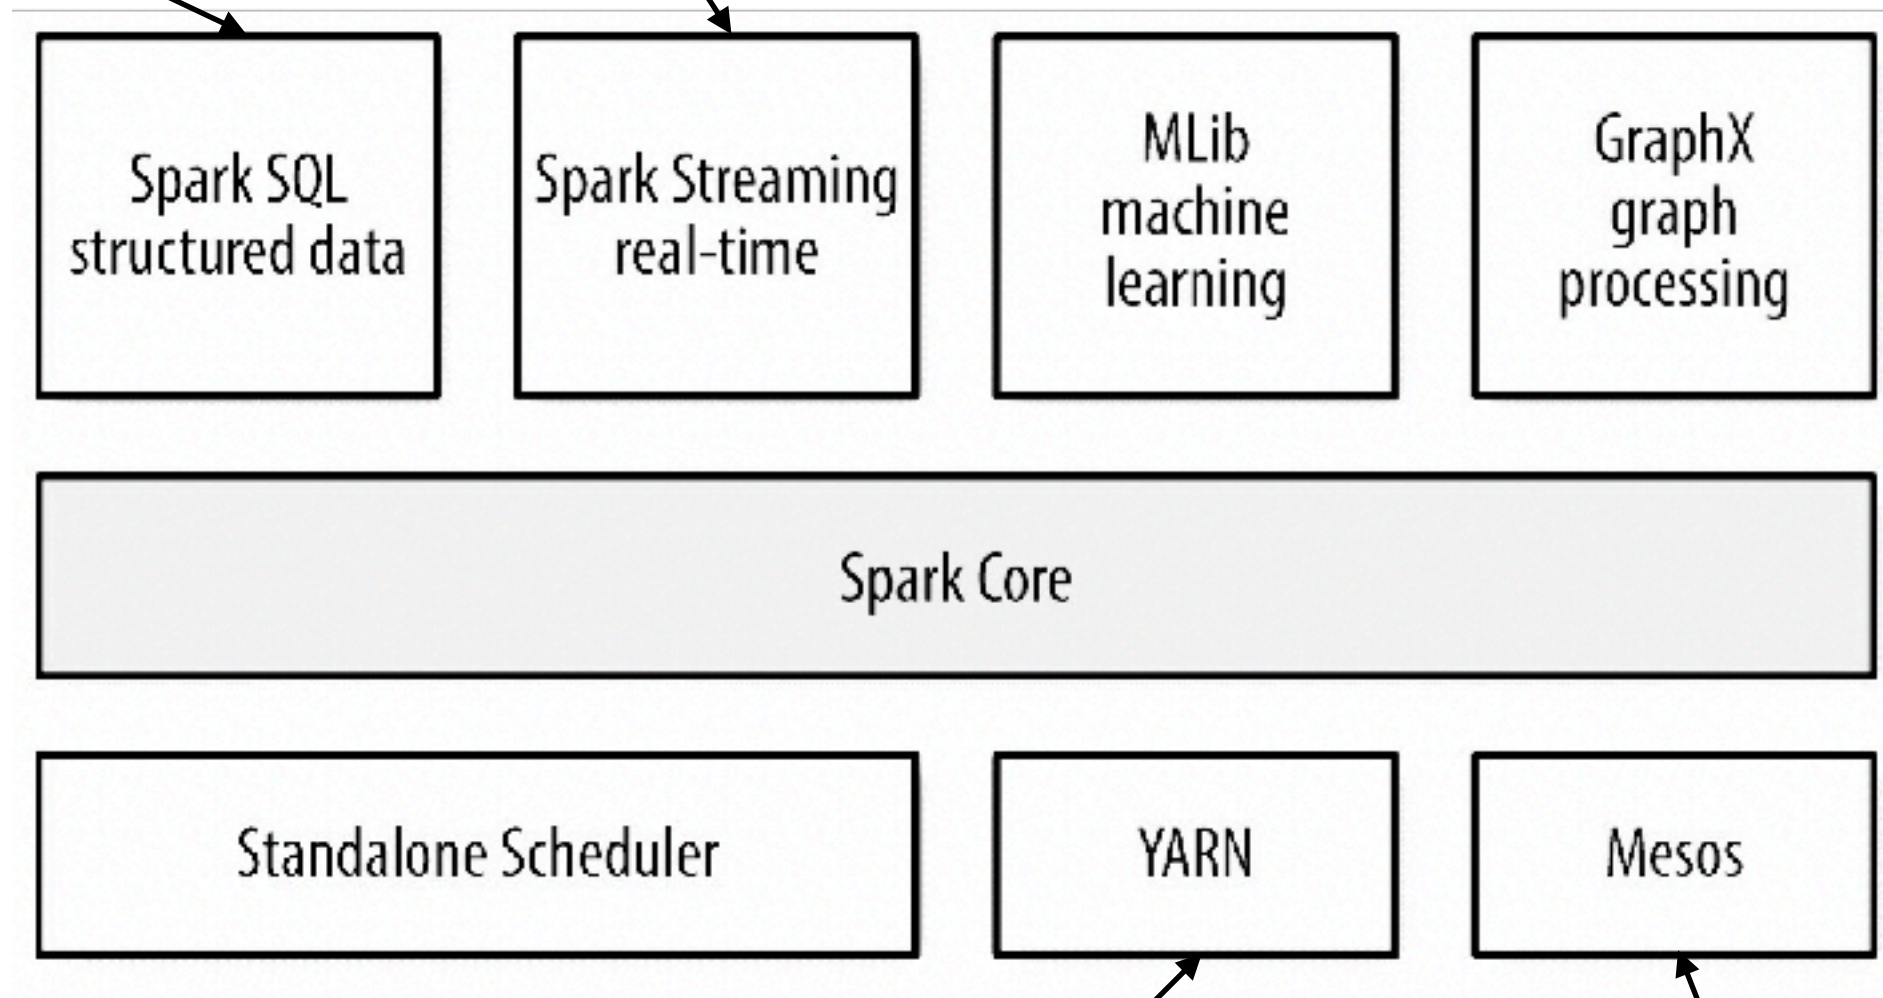 Spark SQL
structured data
Spark Streaming
real-time
MLib
machine
learning
GraphX
graph
processing
Spark Core
Standalone Scheduler
YARN
Mesos